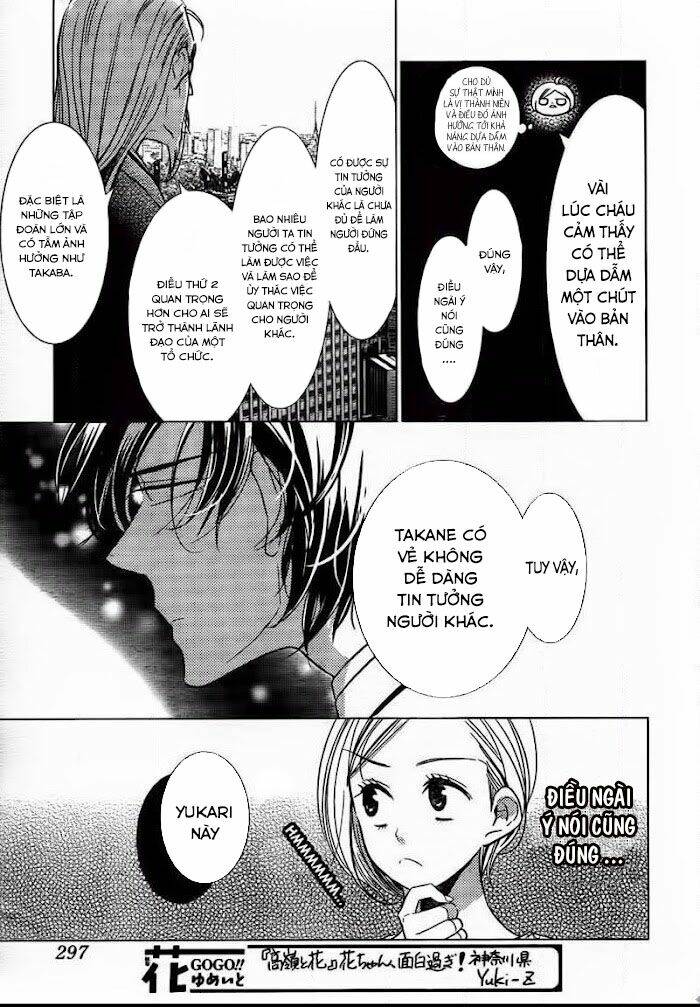 VÀI
LÚC CHÁU
CẢM THẤY
CÓ THỂ
DỰA DẪM
MỘT CHÚT
VÀO BẢN
THÂN.
CHO DÙ
SỰ THẬT MÌNH
LÀ VỊ THÀNH NIÊN
VÀ ĐIỀU ĐÓ ẢNH
HƯỞNG TỚI KHẢ
NĂNG DỰA DẪM
VÀO BẢN THÂN.
ĐÚNG
VẬY,
ĐIỀU
NGÀI Ý
NÓI
CŨNG
ĐÚNG
....
CÓ ĐƯỢC SỰ
TIN TƯỞNG
CỦA NGƯỜI
KHÁC LÀ CHƯA
ĐỦ ĐỂ LÀM
NGƯỜI ĐỨNG
ĐẦU.
BAO NHIÊU
NGƯỜI TA TIN
TƯỞNG CÓ THỂ
LÀM ĐƯỢC VIỆC
VÀ LÀM SAO ĐỂ
ỦY THÁC VIỆC
QUAN TRỌNG
CHO NGƯỜI
KHÁC.
ĐIỀU THỨ 2
QUAN TRỌNG
HƠN CHO AI SẼ
TRỞ THÀNH LÃNH
ĐẠO CỦA MỘT
TỔ CHỨC.
ĐẶC BIỆT LÀ
NHỮNG TẬP
ĐOÀN LỚN VÀ
CÓ TẦM ẢNH
HƯỞNG NHƯ
TAKABA.
TUY VẬY,
TAKANE CÓ
VẺ KHÔNG
DỄ DÀNG
TIN TƯỞNG
NGƯỜI KHÁC.
ĐIỀU NGÀI
Ý NÓI CŨNG
ĐÚNG ...
HMMMMMM...
YUKARI
NÀY
297
花 GOGO!!
ゆめいと
『高嶺と花』花ちゃん、面白過ぎ! 神奈川県
Yuki-Z